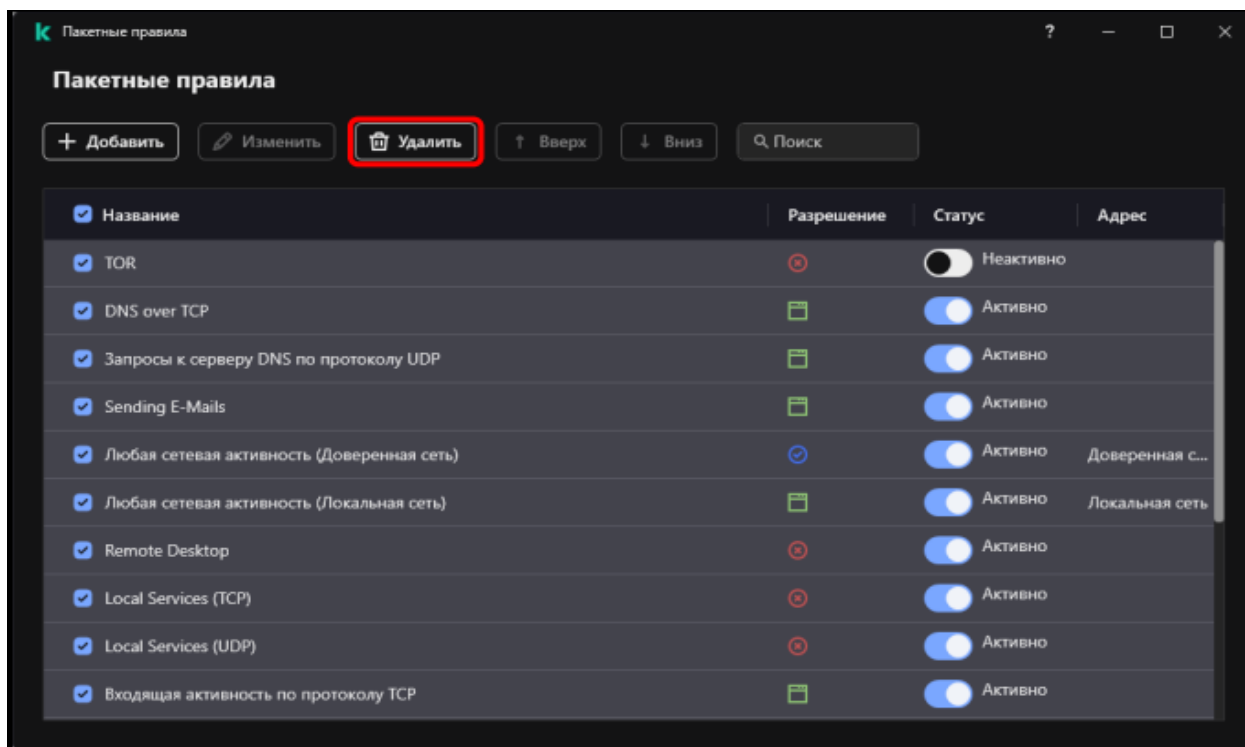 Пакетные правила
?
Пакетные правила
+ Добавить Изменить Удалить ↑ Вверх ↓ Вниз Поиск
Название Разрешение Статус Адрес
TOR Неактивно
DNS over TCP Активно
Запросы к серверу DNS по протоколу UDP Активно
Sending E-Mails Активно
Любая сетевая активность (Доверенная сеть) Активно Доверенная с...
Любая сетевая активность (Локальная сеть) Активно Локальная сеть
Remote Desktop Активно
Local Services (TCP) Активно
Local Services (UDP) Активно
Входящая активность по протоколу TCP Активно